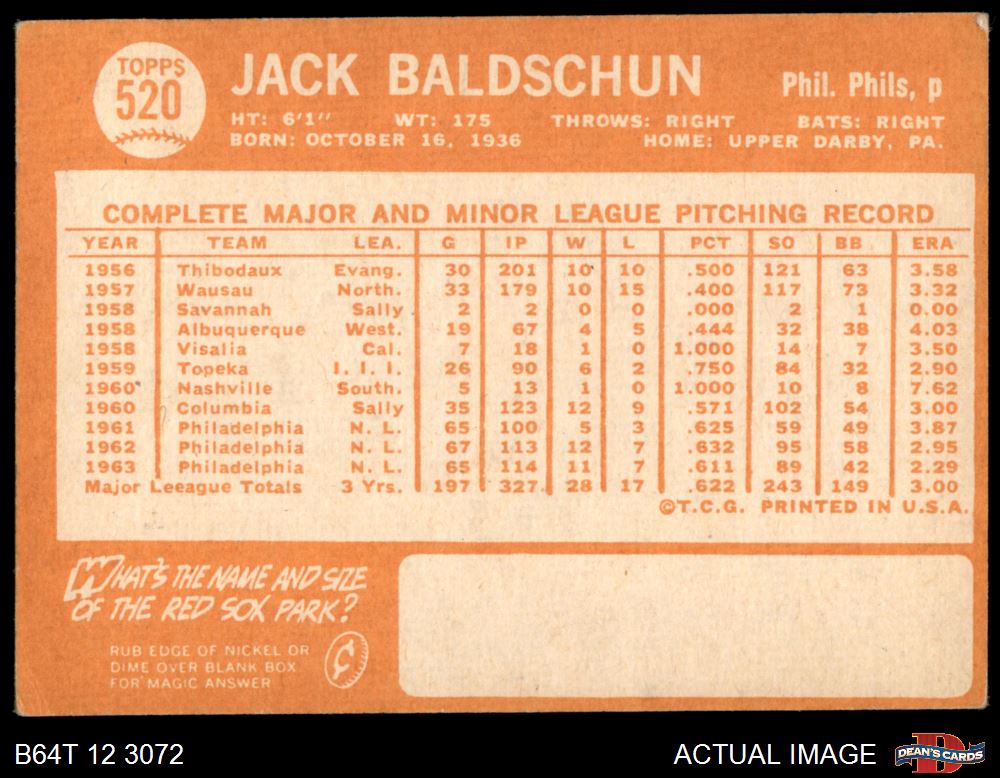 TOPPS
520
JACK BALDSCHUN
Phil. Phils, p
HT: 6'1" WT: 175 THROWS: RIGHT BATS: RIGHT
BORN: OCTOBER 16, 1936 HOME: UPPER DARBY, PA.
COMPLETE MAJOR AND MINOR LEAGUE PITCHING RECORD
YEAR TEAM LEA. G IP W L PCT SO BB ERA
1956 Thibodaux Evang. 30 201 10 10 .500 121 63 3.58
1957 Wausau North. 33 179 10 15 .400 117 73 3.32
1958 Savannah Sally 2 2 0 0 .000 2 1 0.00
1958 Albuquerque West. 19 67 4 5 .444 32 38 4.03
1958 Visalia Cal. 7 18 1 0 1.000 14 7 3.50
1959 Topeka I. I. I. 26 90 6 2 .750 84 32 2.90
1960 Nashville South. 5 13 1 0 1.000 10 8 7.62
1960 Columbia Sally 35 123 12 9 .571 102 54 3.00
1961 Philadelphia N. L. 65 100 5 3 .625 59 49 3.87
1962 Philadelphia N. L. 67 113 12 7 .632 95 58 2.95
1963 Philadelphia N. L. 65 114 11 7 .611 89 42 2.29
Major Leeague Totals 3 Yrs. 197 327 28 17 .622 243 149 3.00
©T.C.G. PRINTED IN U.S.A.
WHAT'S THE NAME AND SIZE
OF THE RED SOX PARK?
RUB EDGE OF NICKEL OR
DIME OVER BLANK BOX
FOR MAGIC ANSWER
¢
B64T 12 3072
ACTUAL IMAGE
D
DEAN'S CARDS